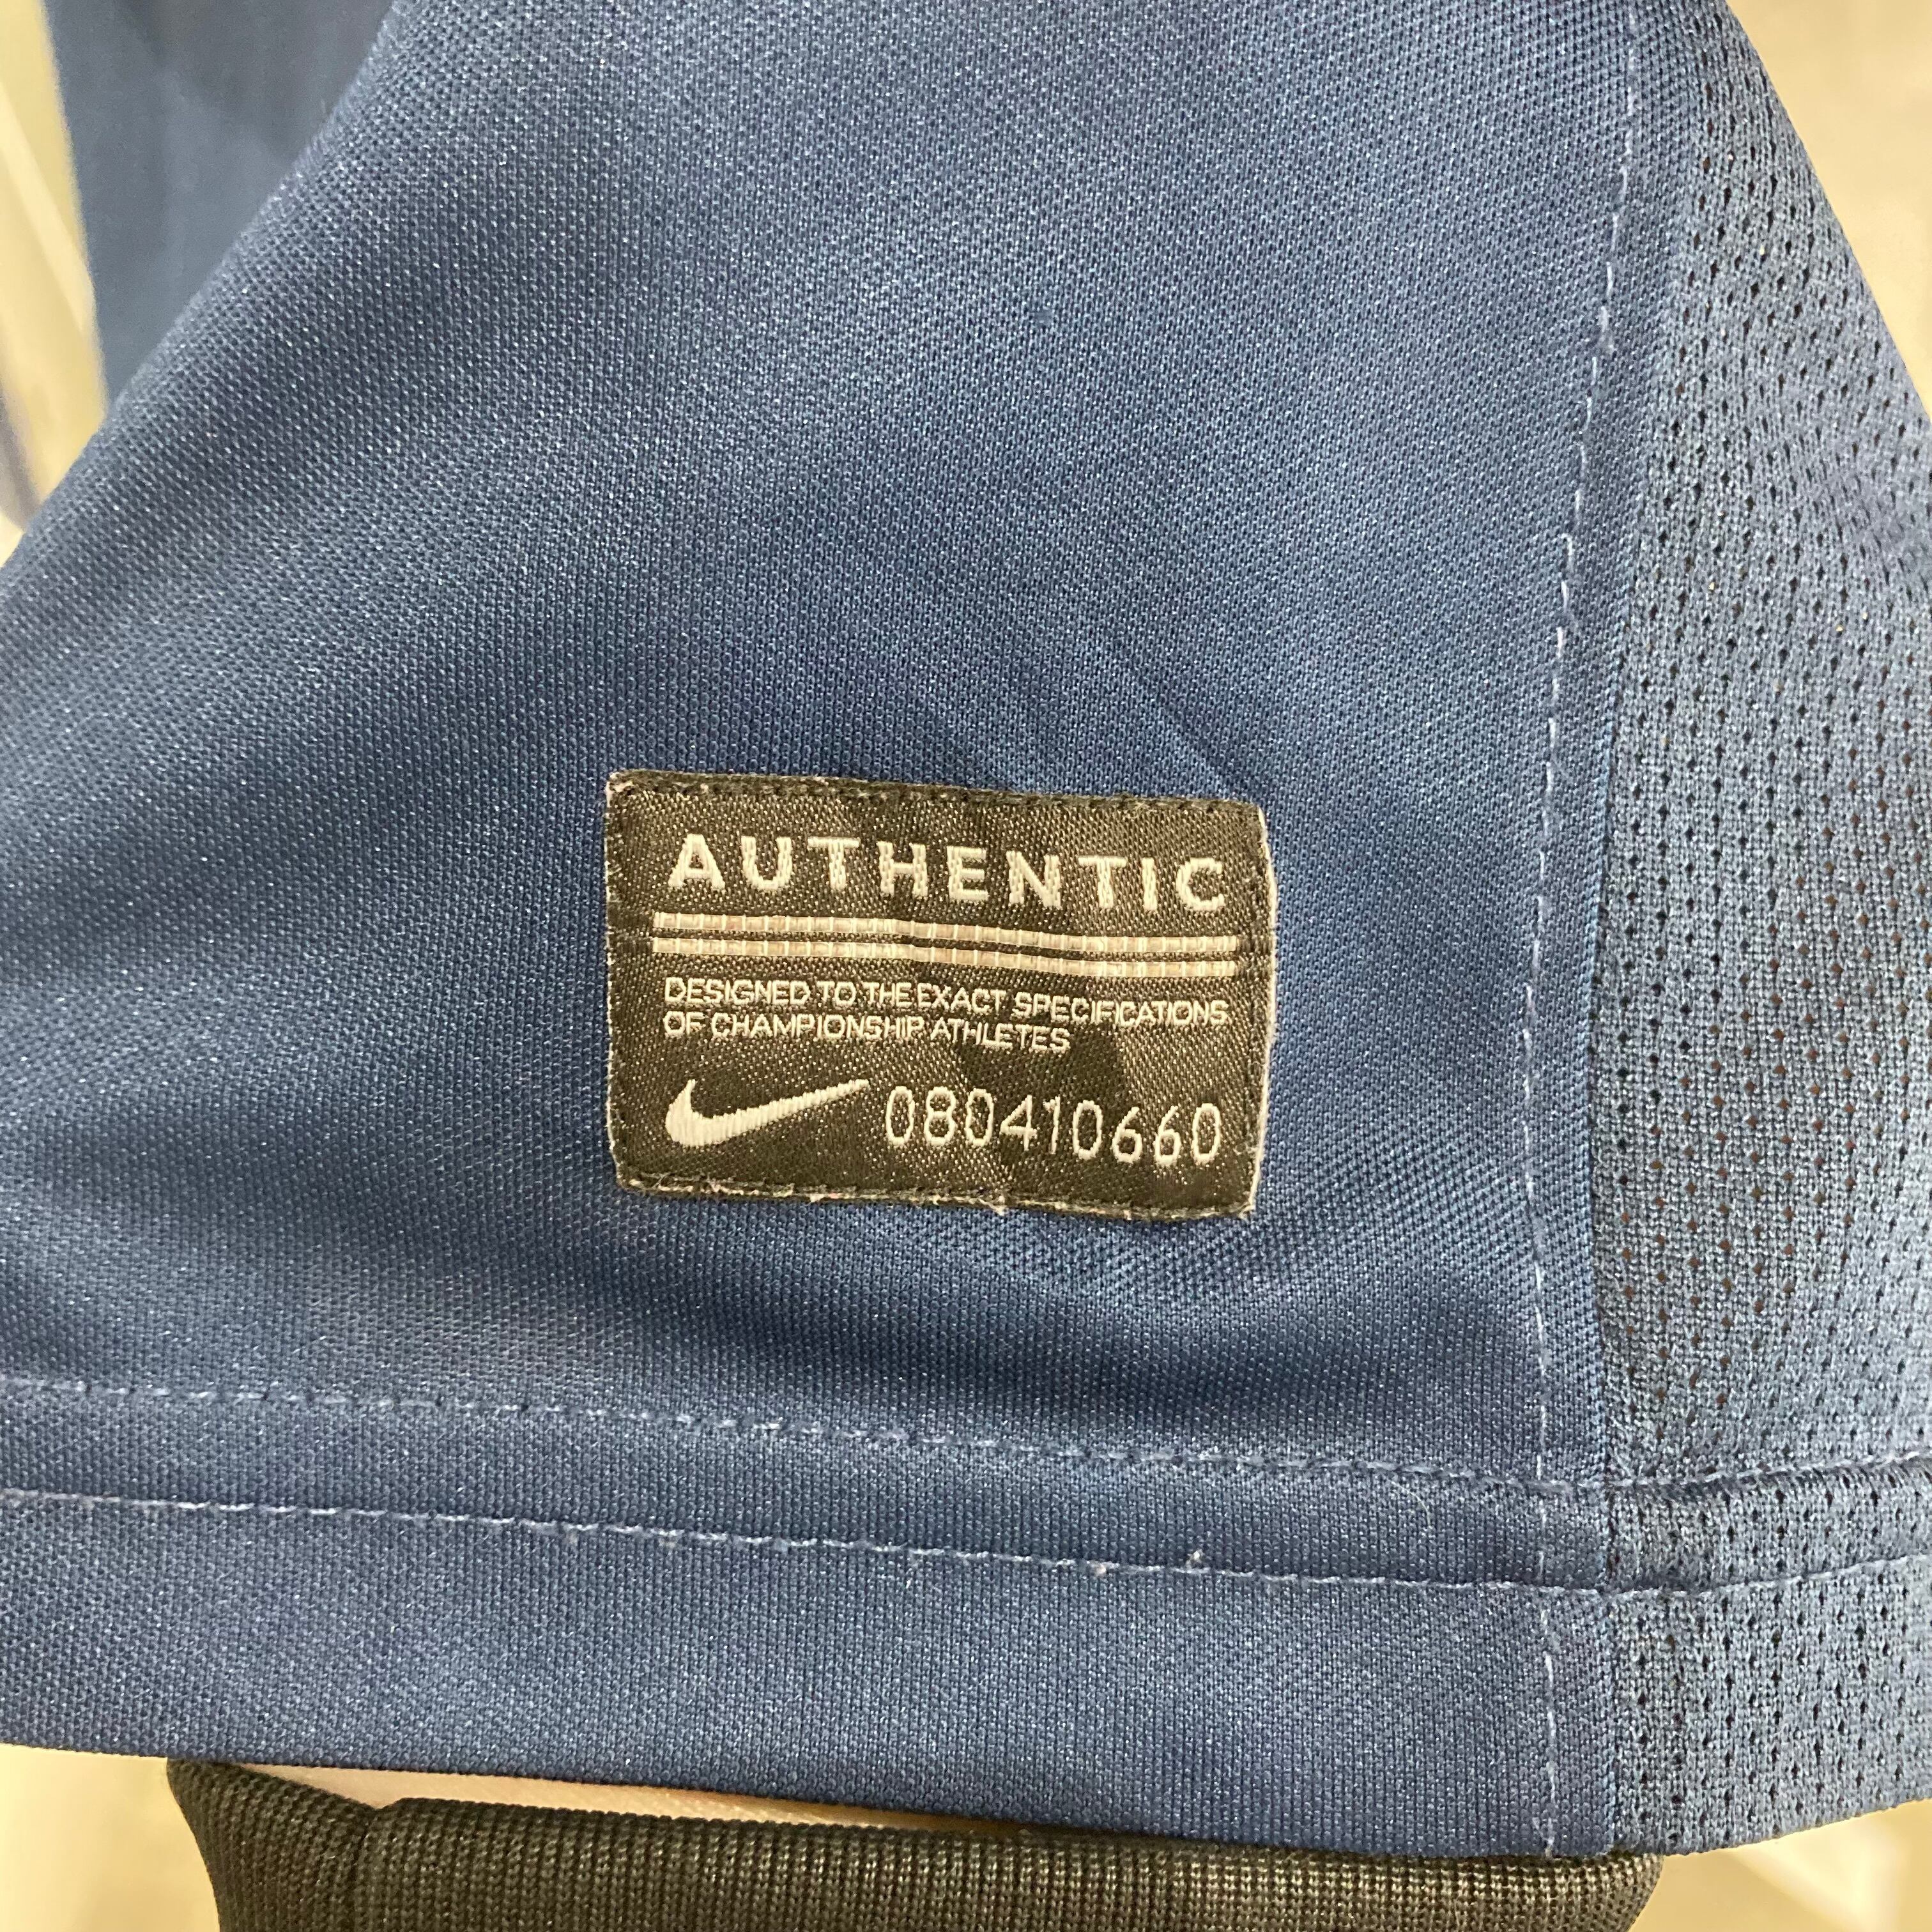 AUTHENTIC
DESIGNED TO THE EXACT SPECIFICATIONS
OF CHAMPIONSHIP ATHLETES
080410660